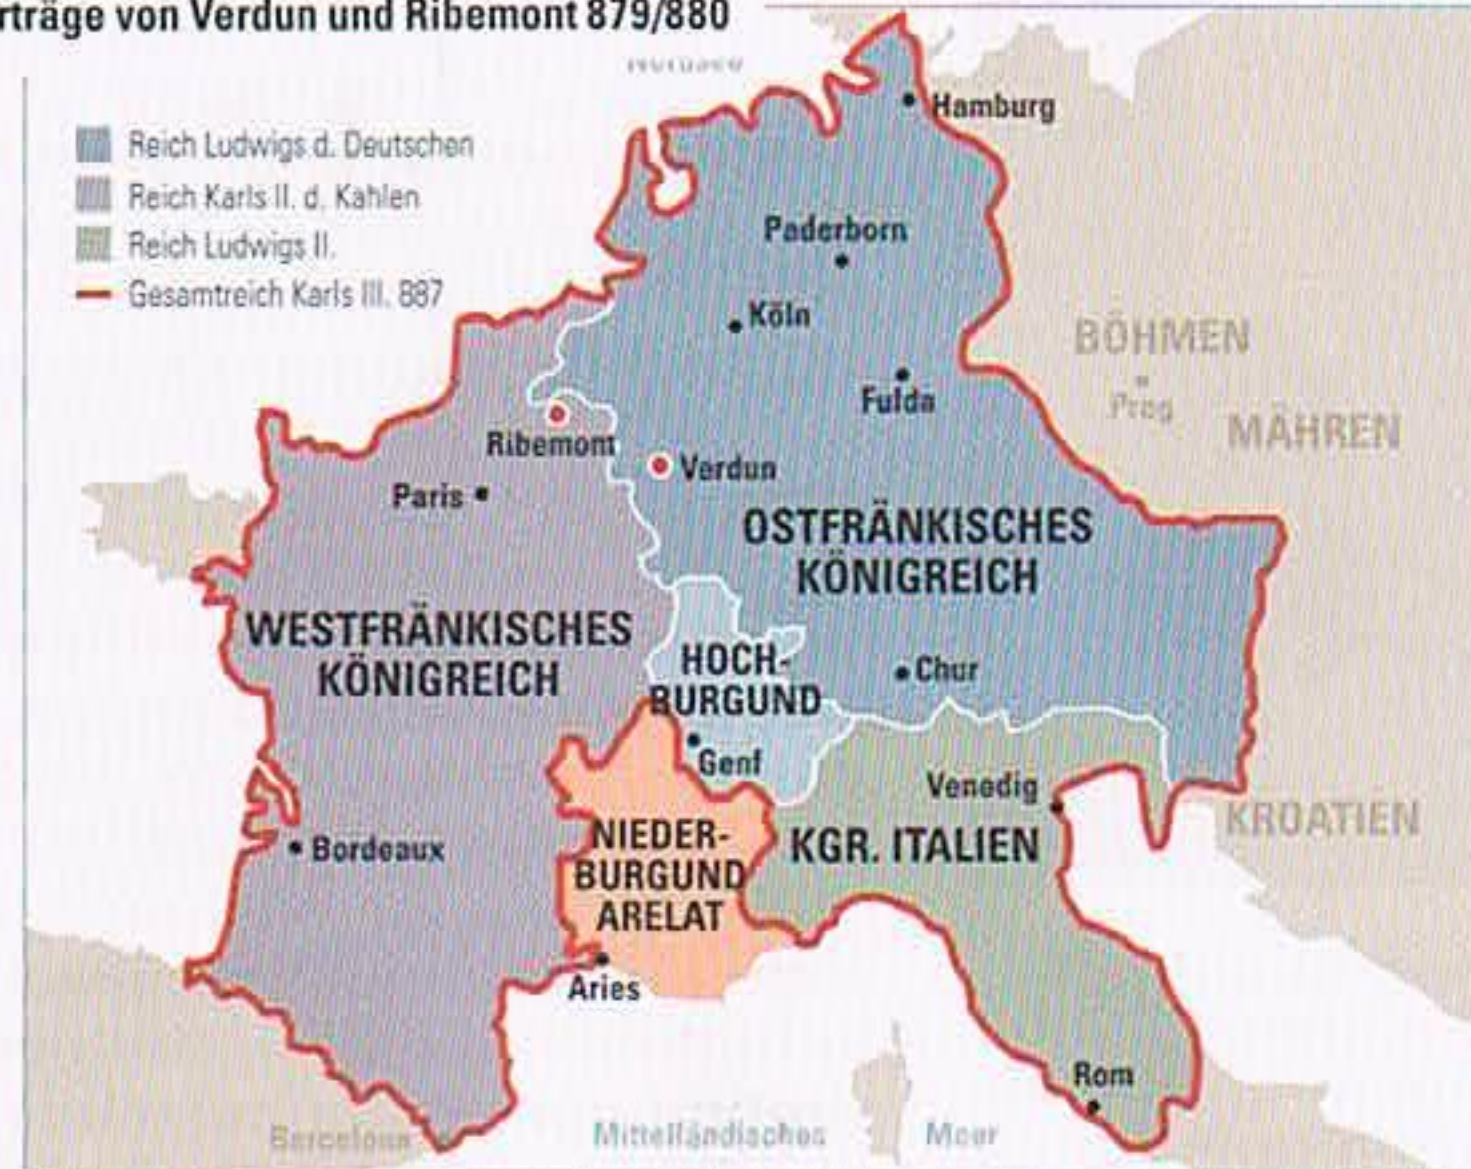 rträge von Verdun und Ribemont 879/880
Reich Ludwigs d. Deutschen
Reich Karls II. d. Kahlen
Reich Ludwigs II.
Gesamtreich Karls III. 887
Hamburg
Paderborn
Köln
Fulda
BÖHMEN
Prag
MÄHREN
Ribemont
Verdun
Paris
OSTFRÄNKISCHES
KÖNIGREICH
WESTFRÄNKISCHES
KÖNIGREICH
HOCH-
BURGUND
Chur
Genf
Venedig
KROATIEN
Bordeaux
NIEDER-
BURGUND
ARELAT
KGR. ITALIEN
Aries
Rom
Barcelona
Mittelländisches Meer